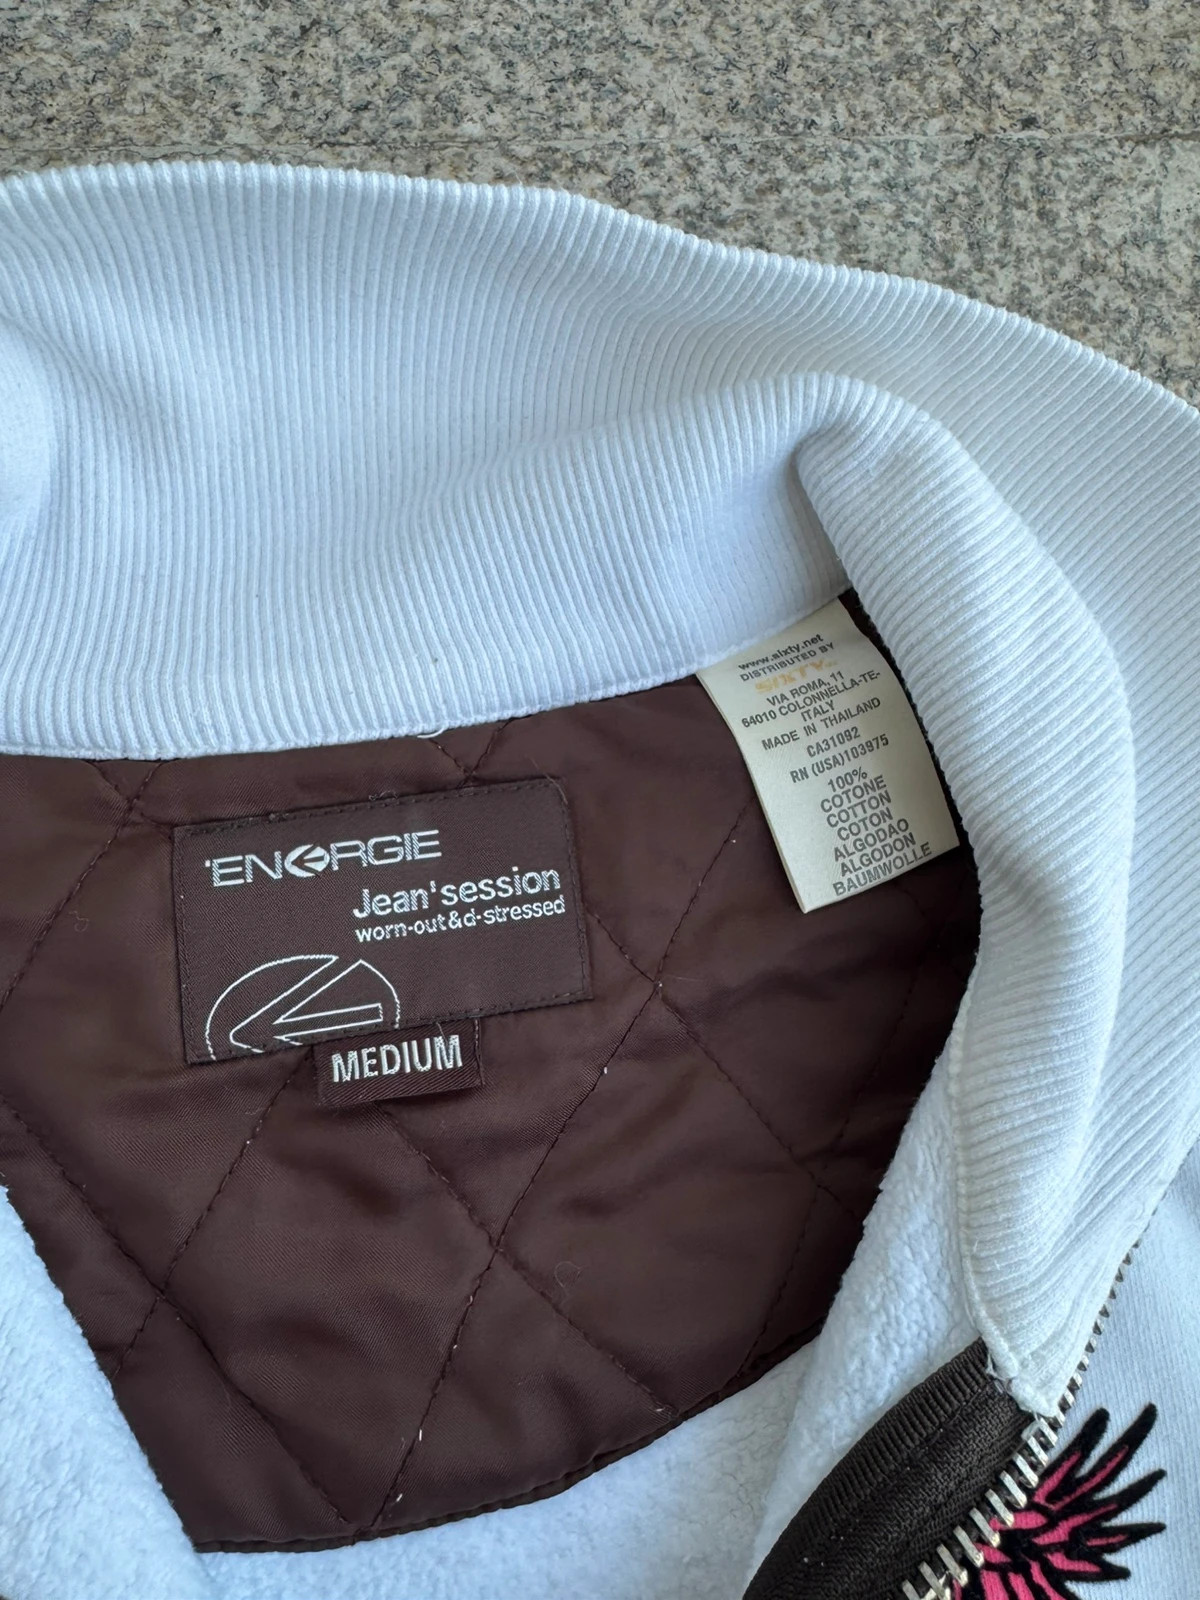 www.sixty.net
DISTRIBUTED BY
SIXTY
VIA ROMA, 11
64010 COLONNELLA-TE-
ITALY
MADE IN THAILAND
CA31092
RN (USA)103975
100%
COTONE
COTTON
COTON
ALGODAO
ALGODON
BAUMWOLLE
'ENERGIE
Jean'session
worn-out&d-stressed
MEDIUM